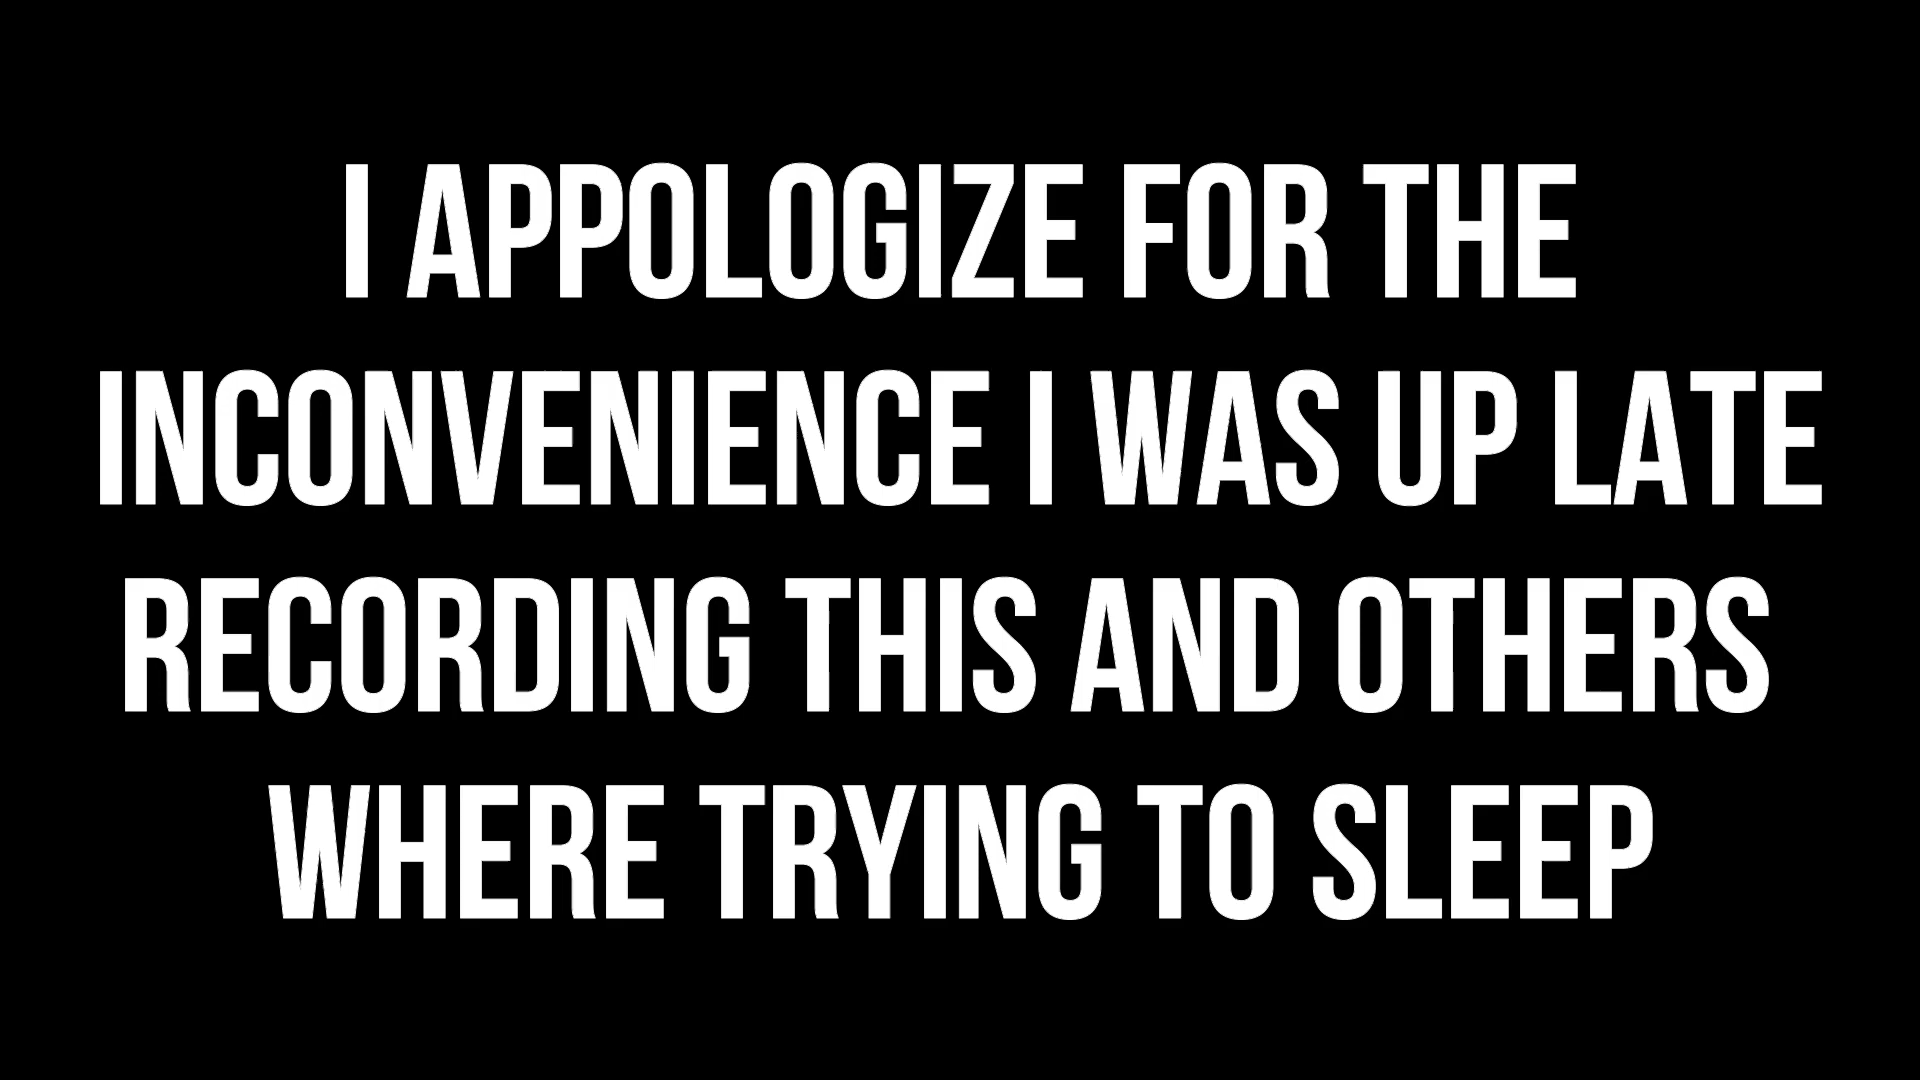 I APPOLOGIZE FOR THE
INCONVENIENCE I WAS UP LATE
RECORDING THIS AND OTHERS
WHERE TRYING TO SLEEP